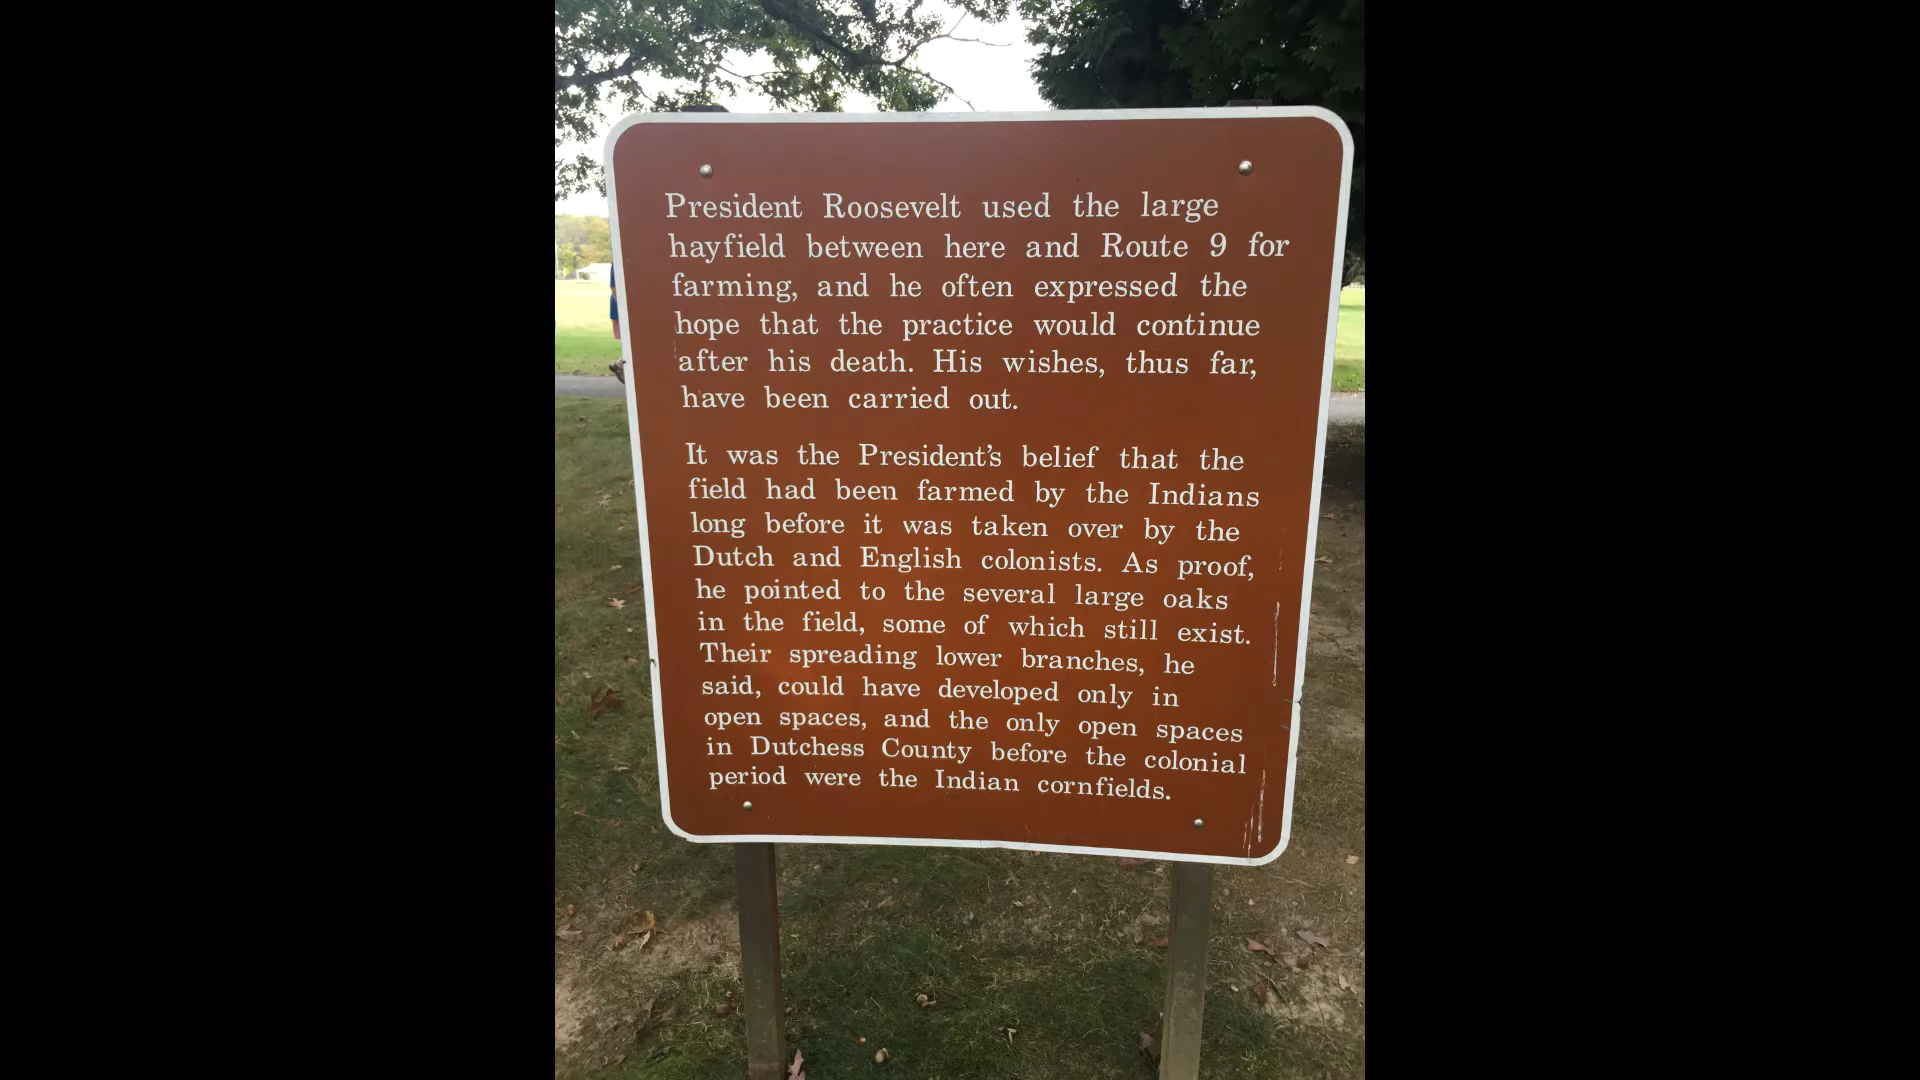 President Roosevelt used the large
hayfield between here and Route 9 for
farming, and he often expressed the
hope that the practice would continue
after his death. His wishes, thus far,
have been carried out.
It was the President's belief that the
field had been farmed by the Indians
long before it was taken over by the
Dutch and English colonists. As proof,
he pointed to the several large oaks
in the field, some of which still exist.
Their spreading lower branches, he
said, could have developed only in
open spaces, and the only open spaces
in Dutchess County before the colonial
period were the Indian cornfields.